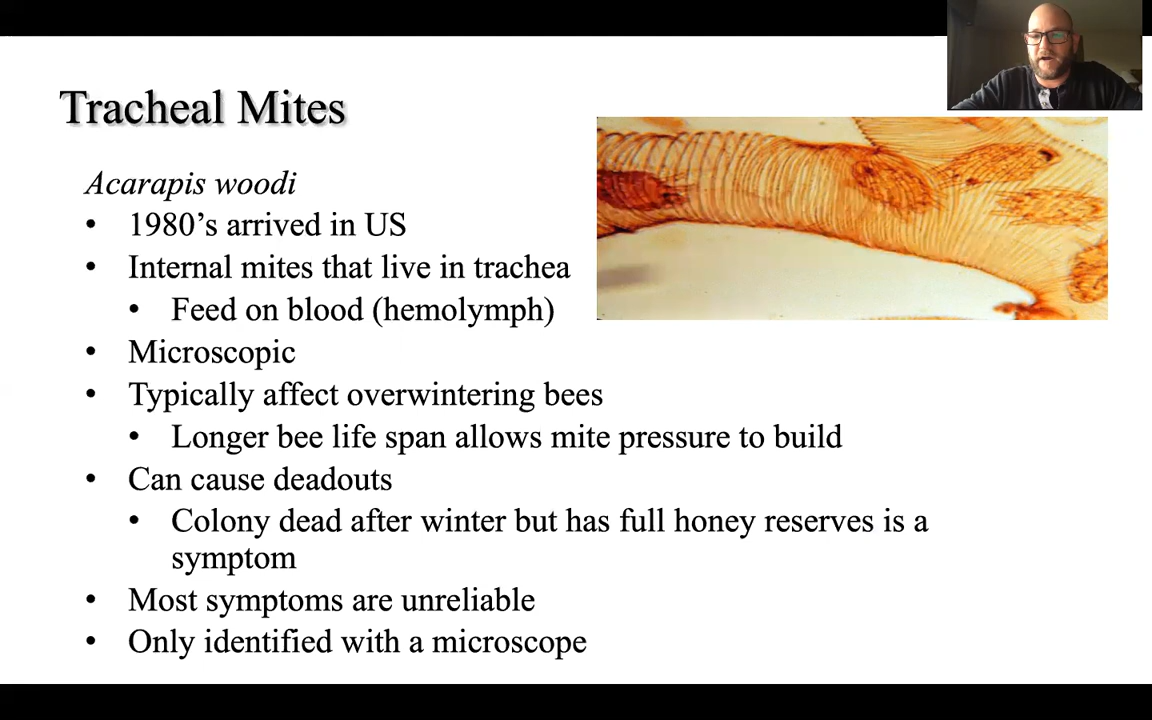 Tracheal Mites
Acarapis woodi
• 1980’s arrived in US
• Internal mites that live in trachea
• Feed on blood (hemolymph)
• Microscopic
• Typically affect overwintering bees
• Longer bee life span allows mite pressure to build
• Can cause deadouts
• Colony dead after winter but has full honey reserves is a
symptom
• Most symptoms are unreliable
• Only identified with a microscope